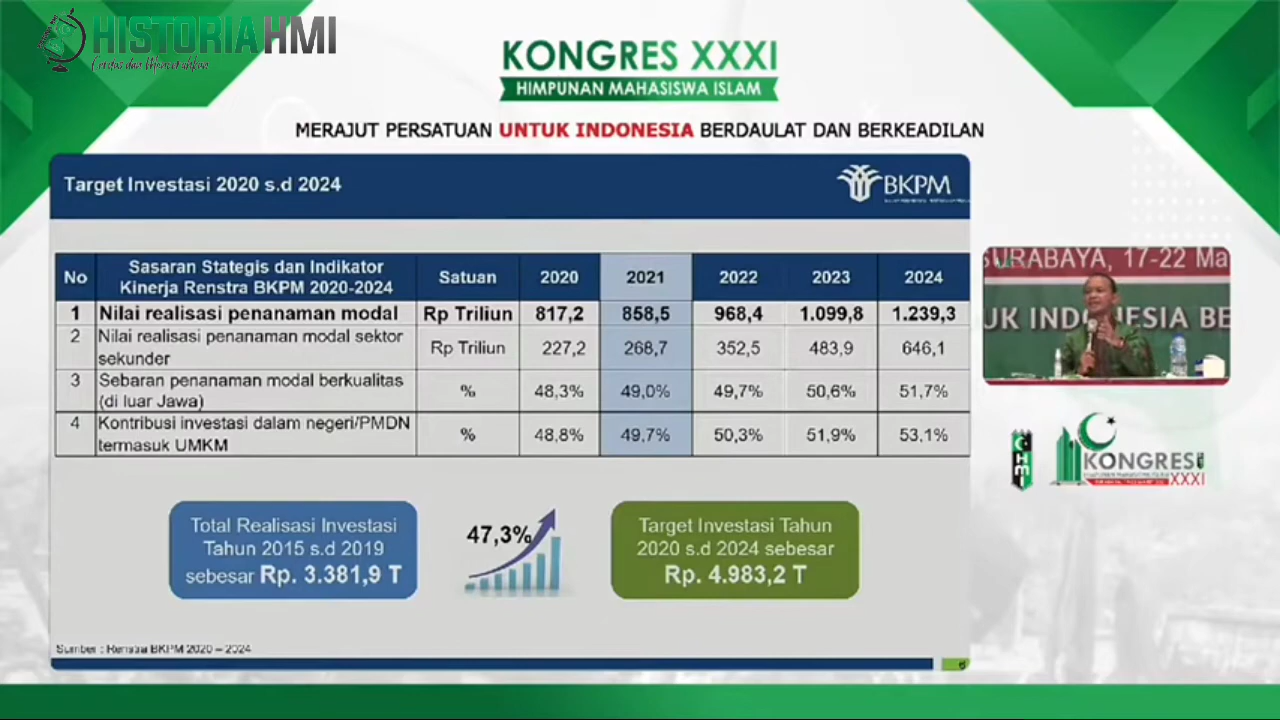 HISTORIAHMI
Cerdas dan Mencerahkan
KONGRES XXXI
HIMPUNAN MAHASISWA ISLAM
MERAJUT PERSATUAN UNTUK INDONESIA BERDAULAT DAN BERKEADILAN
Target Investasi 2020 s.d 2024
BKPM
No Sasaran Stategis dan Indikator Kinerja Renstra BKPM 2020-2024 Satuan 2020 2021 2022 2023 2024
1 Nilai realisasi penanaman modal Rp Triliun 817,2 858,5 968,4 1.099,8 1.239,3
2 Nilai realisasi penanaman modal sektor sekunder Rp Triliun 227,2 268,7 352,5 483,9 646,1
3 Sebaran penanaman modal berkualitas (di luar Jawa) % 48,3% 49,0% 49,7% 50,6% 51,7%
4 Kontribusi investasi dalam negeri/PMDN termasuk UMKM % 48,8% 49,7% 50,3% 51,9% 53,1%
Total Realisasi Investasi
Tahun 2015 s.d 2019
sebesar Rp. 3.381,9 T
47,3%
Target Investasi Tahun
2020 s.d 2024 sebesar
Rp. 4.983,2 T
Sumber : Renstra BKPM 2020 – 2024
SURABAYA, 17-22 Ma
UK INDONESIA BE
HMI
KONGRES
XXXI